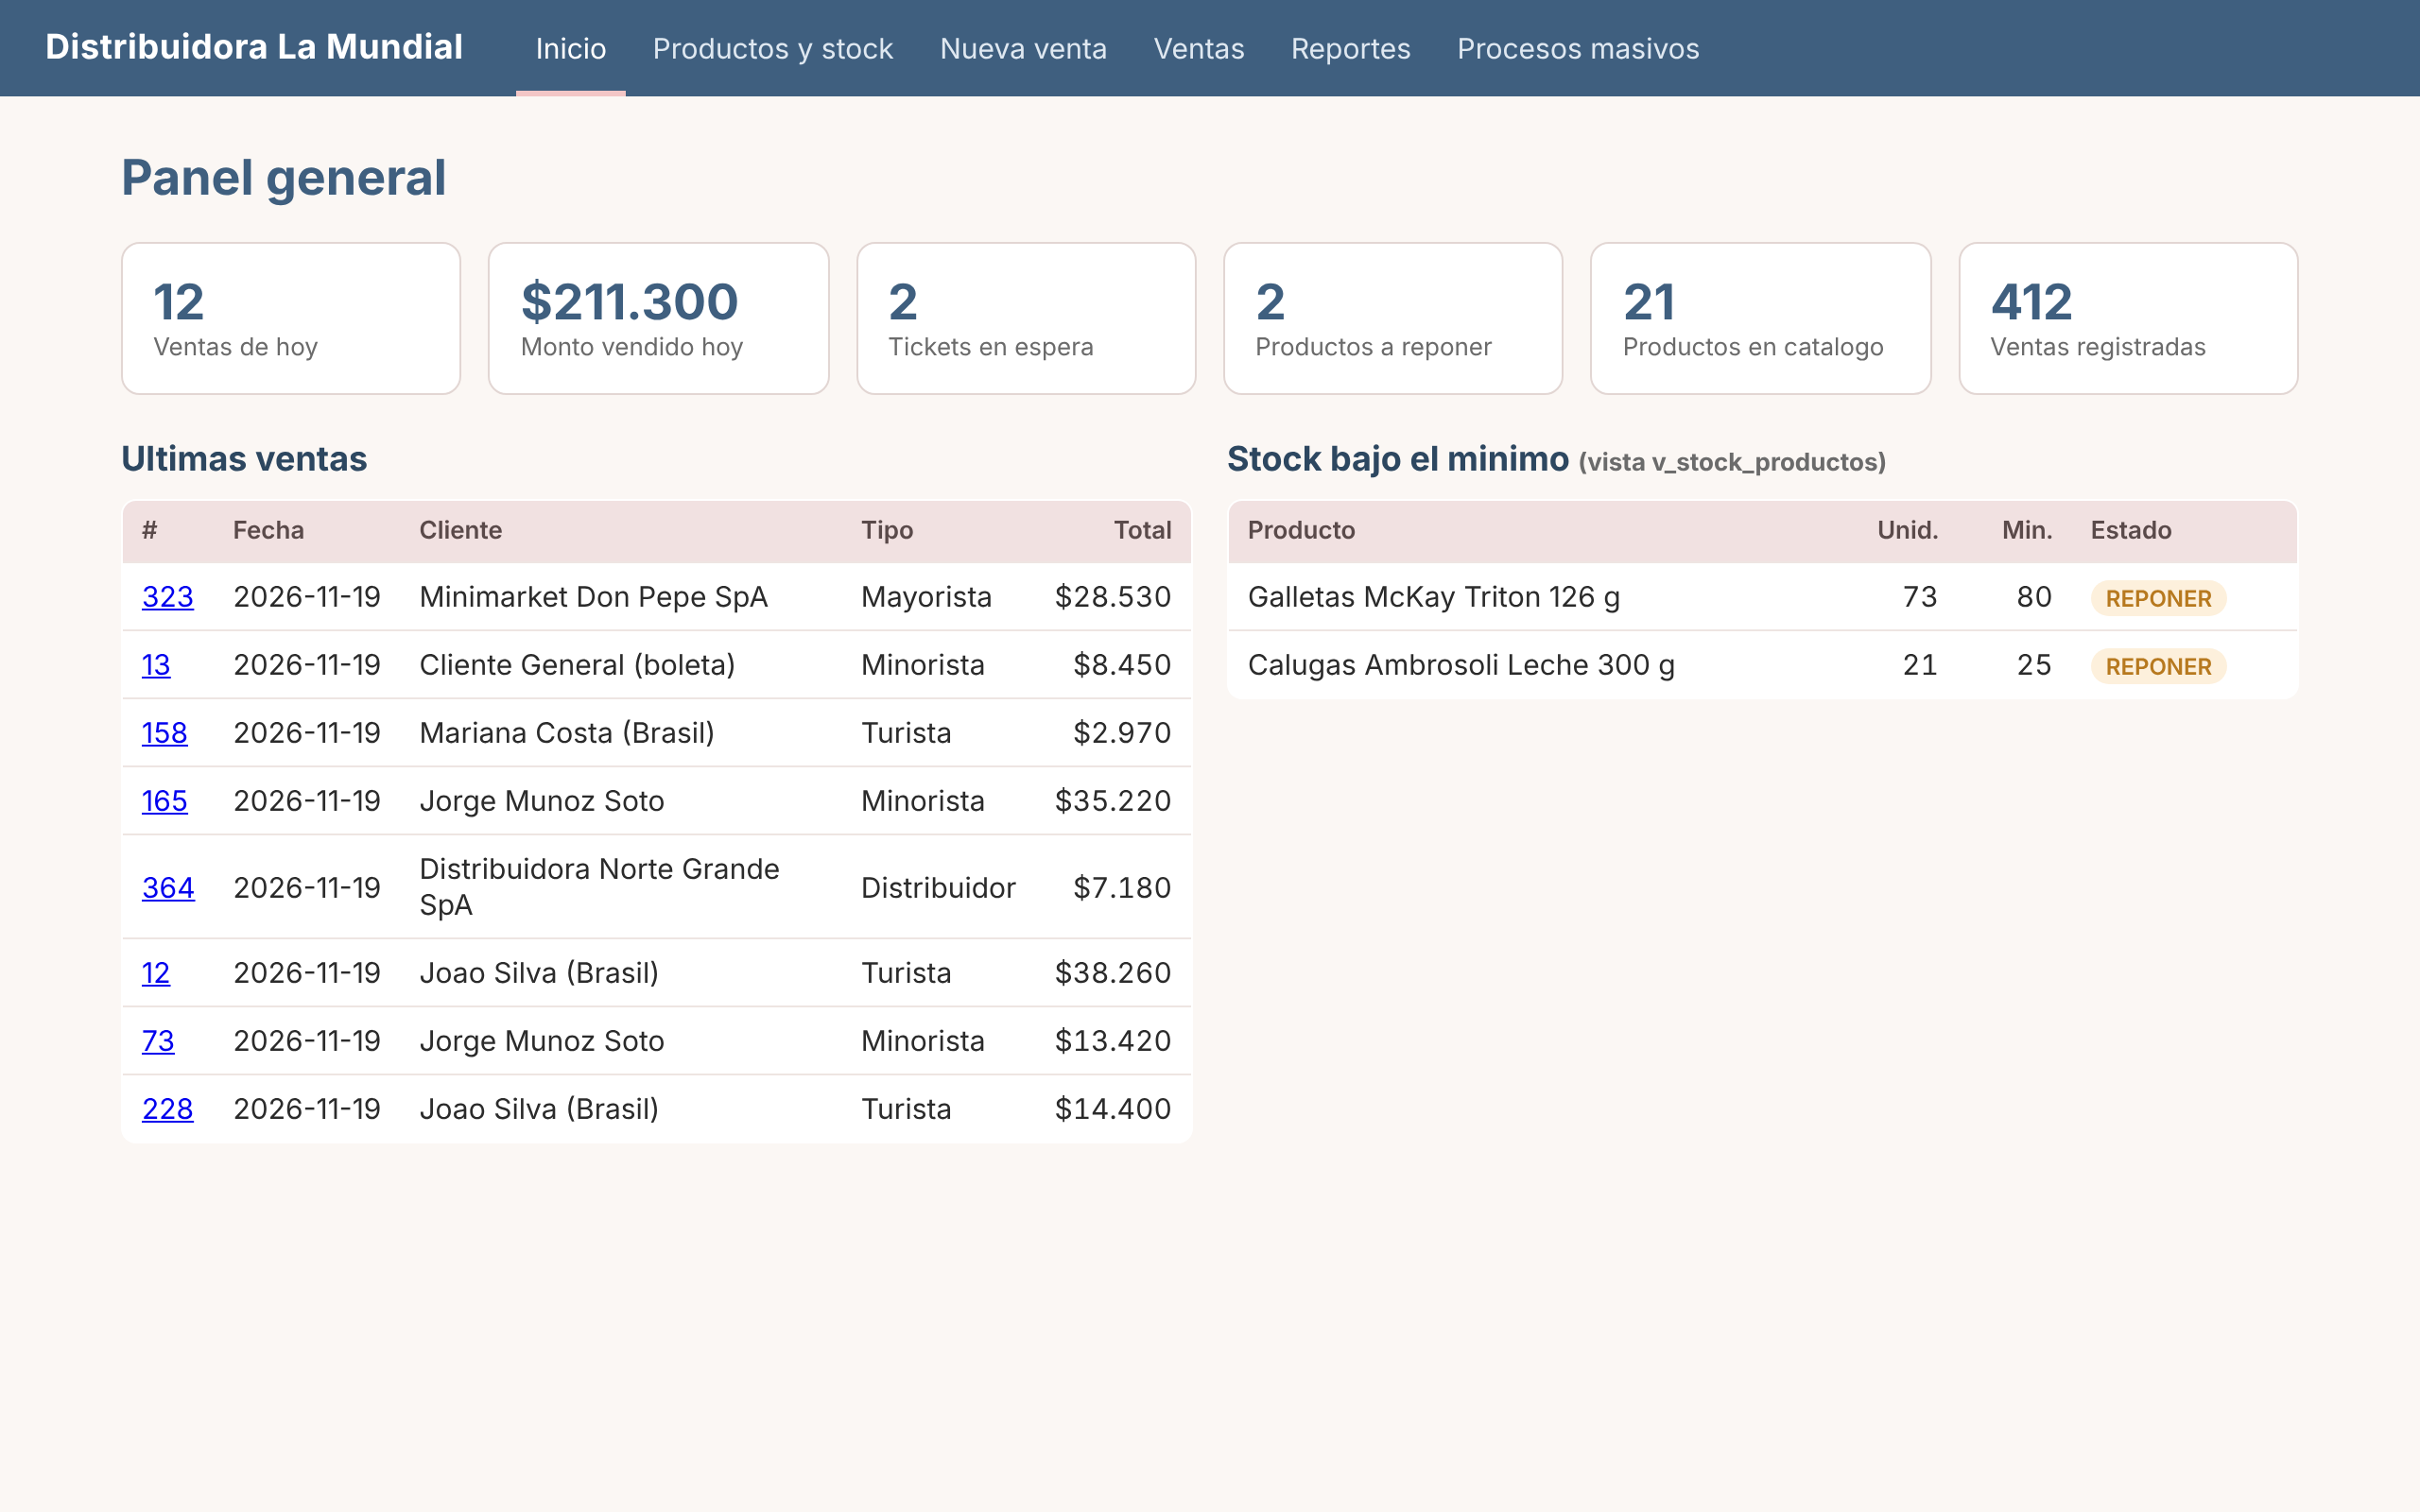 Distribuidora La Mundial Inicio Productos y stock Nueva venta Ventas Reportes Procesos masivos
Panel general
12
Ventas de hoy
$211.300
Monto vendido hoy
2
Tickets en espera
2
Productos a reponer
21
Productos en catalogo
412
Ventas registradas
Ultimas ventas
# Fecha Cliente Tipo Total
323 2026-11-19 Minimarket Don Pepe SpA Mayorista $28.530
13 2026-11-19 Cliente General (boleta) Minorista $8.450
158 2026-11-19 Mariana Costa (Brasil) Turista $2.970
165 2026-11-19 Jorge Munoz Soto Minorista $35.220
364 2026-11-19 Distribuidora Norte Grande SpA Distribuidor $7.180
12 2026-11-19 Joao Silva (Brasil) Turista $38.260
73 2026-11-19 Jorge Munoz Soto Minorista $13.420
228 2026-11-19 Joao Silva (Brasil) Turista $14.400
Stock bajo el minimo (vista v_stock_productos)
Producto Unid. Min. Estado
Galletas McKay Triton 126 g 73 80 REPONER
Calugas Ambrosoli Leche 300 g 21 25 REPONER